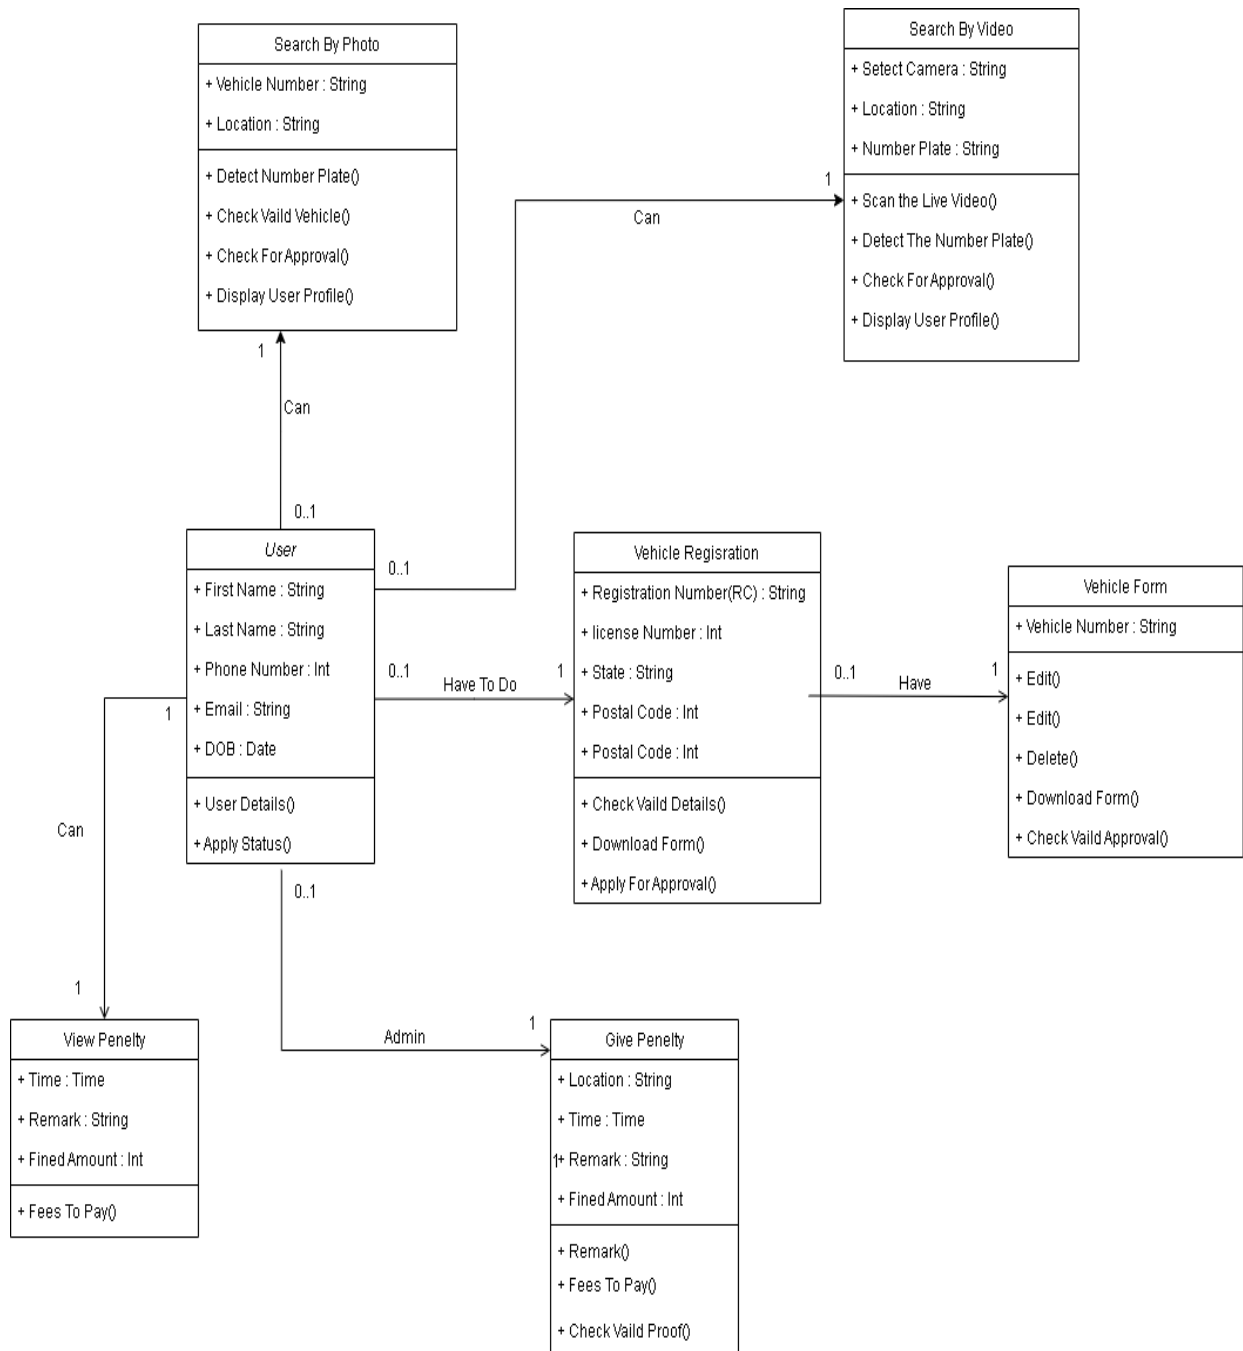 Search By Photo
+ Vehicle Number : String
+ Location : String
+ Detect Number Plate()
+ Check Vaild Vehicle()
+ Check For Approval()
+ Display User Profile()
Search By Video
+ Setect Camera : String
+ Location : String
+ Number Plate : String
+ Scan the Live Video()
+ Detect The Number Plate()
+ Check For Approval()
+ Display User Profile()
1
Can
1
Can
0..1
0..1
User
+ First Name : String
+ Last Name : String
+ Phone Number : Int
+ Email : String
+ DOB : Date
+ User Details()
+ Apply Status()
0..1
Have To Do
1
Vehicle Regisration
+ Registration Number(RC) : String
+ license Number : Int
+ State : String
+ Postal Code : Int
+ Postal Code : Int
+ Check Vaild Details()
+ Download Form()
+ Apply For Approval()
0..1
Have
1
Vehicle Form
+ Vehicle Number : String
+ Edit()
+ Edit()
+ Delete()
+ Download Form()
+ Check Vaild Approval()
1
Can
1
0..1
Admin
1
View Penelty
+ Time : Time
+ Remark : String
+ Fined Amount : Int
+ Fees To Pay()
Give Penelty
+ Location : String
+ Time : Time
1
+ Remark : String
+ Fined Amount : Int
+ Remark()
+ Fees To Pay()
+ Check Vaild Proof()